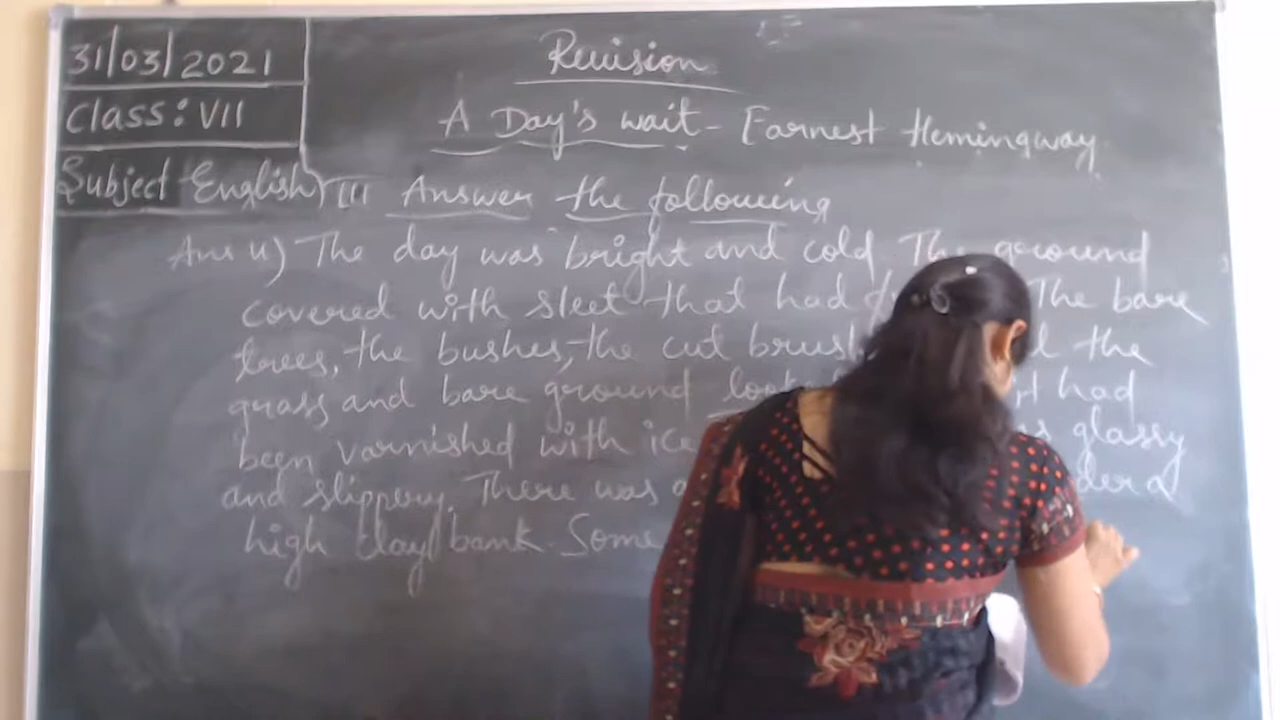 31/03/2021
Revision
Class: VII
A Day's wait - Earnest Hemingway
Subject English
III Answer the following
Ans 4) The day was bright and cold The ground
covered with sleet that had The bare
trees, the bushes, the cut brush the
grass and bare ground had
been varnished with ice glassy
and slippery. There was a
high clay bank. Some